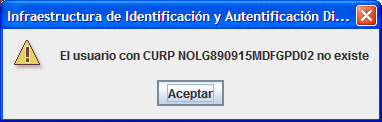 Infraestructura de Identificación y Autentificación Di...
El usuario con CURP NOLG890915MDFGPD02 no existe
Aceptar